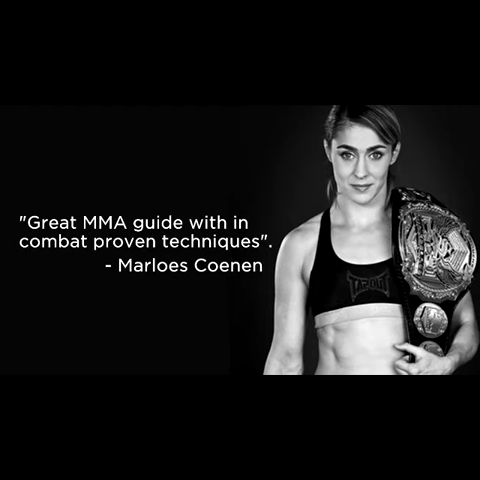 "Great MMA guide with in
combat proven techniques".
- Marloes Coenen
TAPOUT